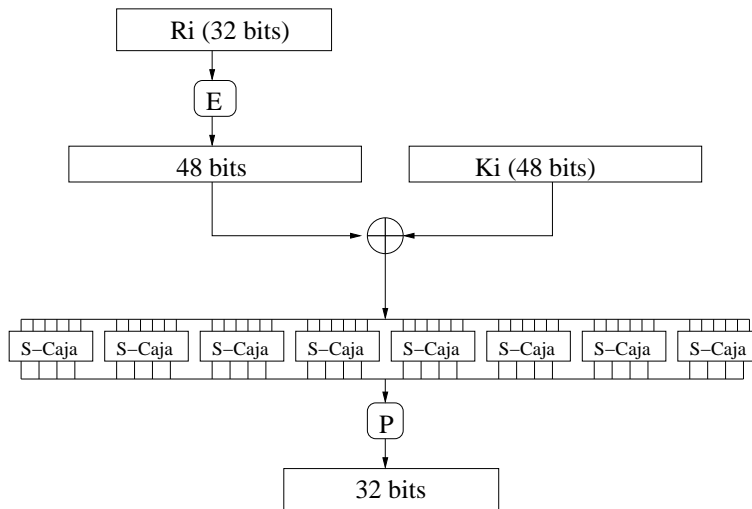 Ri (32 bits)
E
48 bits
Ki (48 bits)
S−Caja S−Caja S−Caja S−Caja S−Caja S−Caja S−Caja S−Caja
P
32 bits